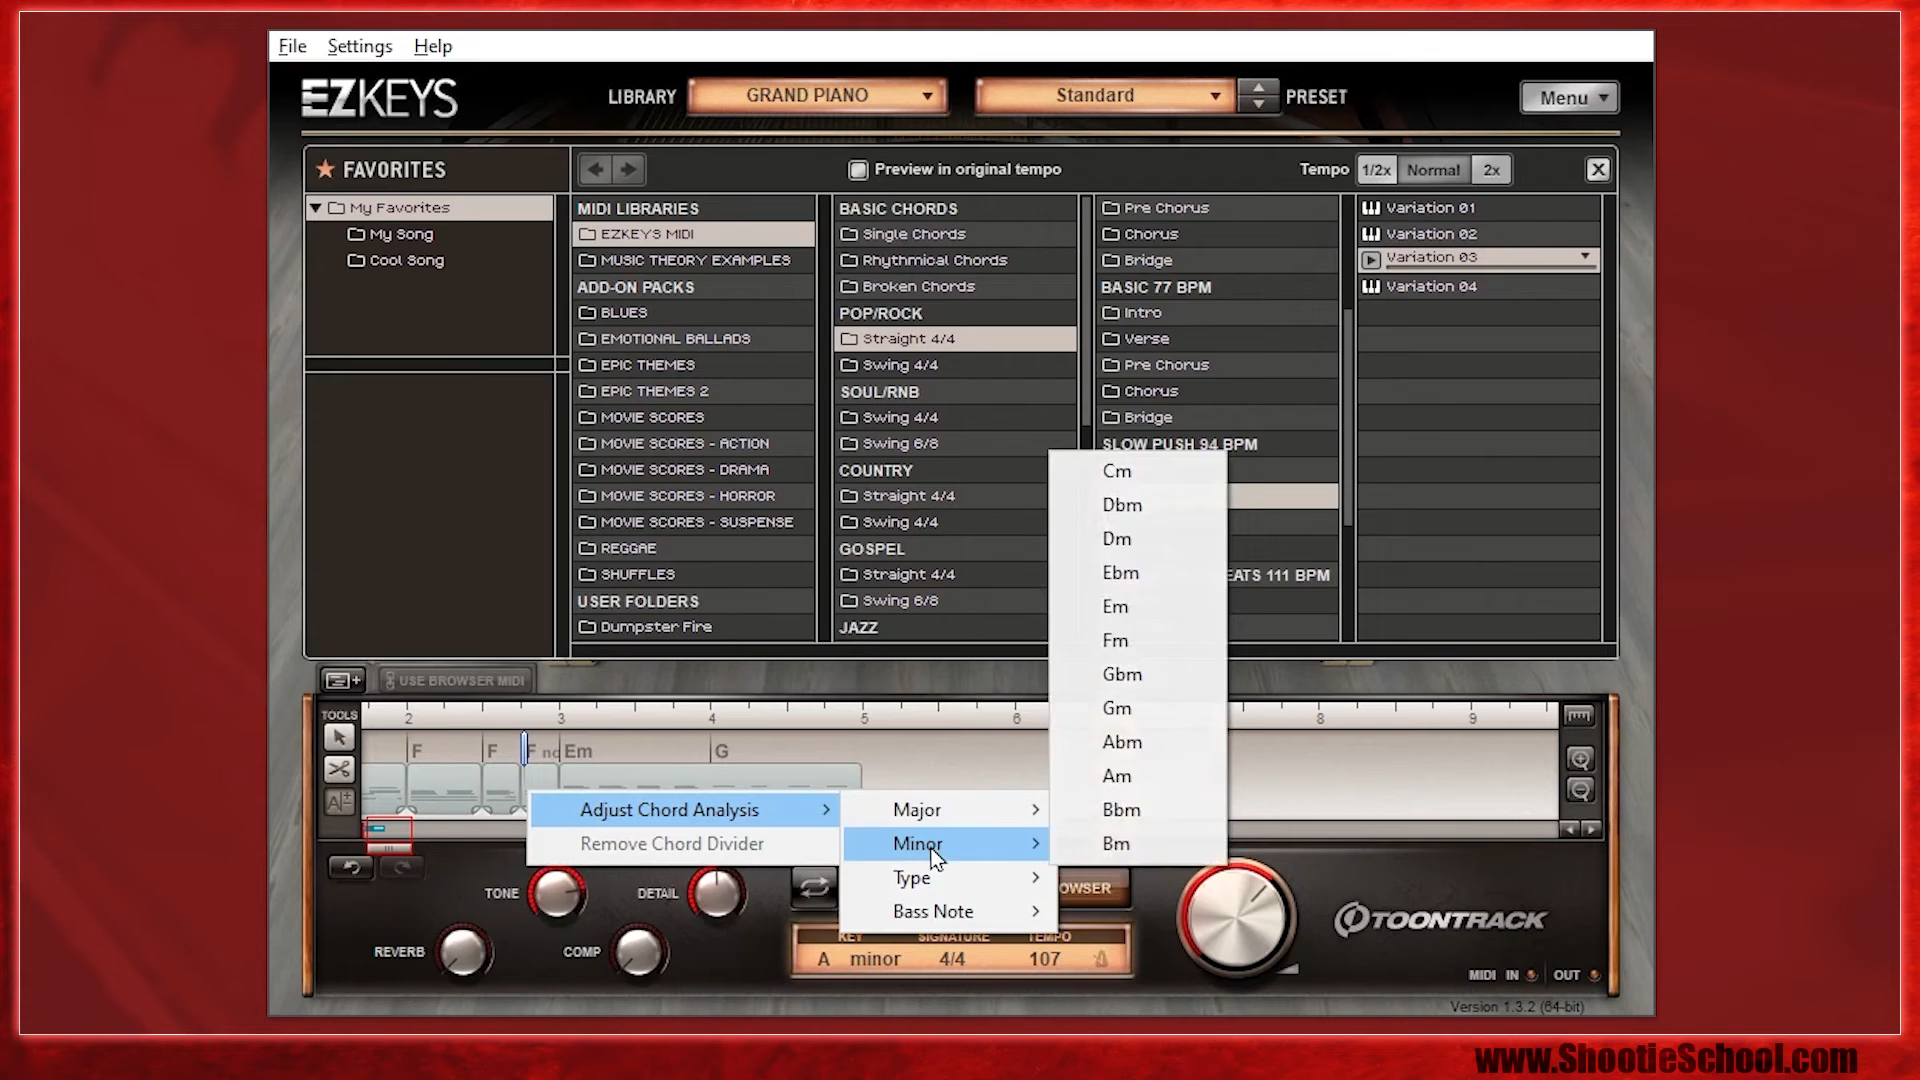 File Settings Help
EZKEYS
LIBRARY GRAND PIANO Standard PRESET Menu
FAVORITES
Preview in original tempo
Tempo 1/2x Normal 2x X
My Favorites
My Song
Cool Song
MIDI LIBRARIES
EZKEYS MIDI
MUSIC THEORY EXAMPLES
ADD-ON PACKS
BLUES
EMOTIONAL BALLADS
EPIC THEMES
EPIC THEMES 2
MOVIE SCORES
MOVIE SCORES - ACTION
MOVIE SCORES - DRAMA
MOVIE SCORES - HORROR
MOVIE SCORES - SUSPENSE
REGGAE
SHUFFLES
USER FOLDERS
Dumpster Fire
BASIC CHORDS
Single Chords
Rhythmical Chords
Broken Chords
POP/ROCK
Straight 4/4
Swing 4/4
SOUL/RNB
Swing 4/4
Swing 6/8
COUNTRY
Straight 4/4
Swing 4/4
GOSPEL
Straight 4/4
Swing 6/8
JAZZ
Pre Chorus
Chorus
Bridge
BASIC 77 BPM
Intro
Verse
Pre Chorus
Chorus
Bridge
SLOW PUSH 94 BPM
EATS 111 BPM
Variation 01
Variation 02
Variation 03
Variation 04
Cm
Dbm
Dm
Ebm
Em
Fm
Gbm
Gm
Abm
Am
Bbm
Bm
USE BROWSER MIDI
TOOLS
2 3 4 5 6 8 9
F F F no Em G
Adjust Chord Analysis
Remove Chord Divider
Major
Minor
Type
Bass Note
TONE DETAIL OWSER
REVERB COMP
KEY SIGNATURE TEMPO
A minor 4/4 107
TOONTRACK
MIDI IN OUT
Version 1.3.2 (64-bit)
www.ShootieSchool.com